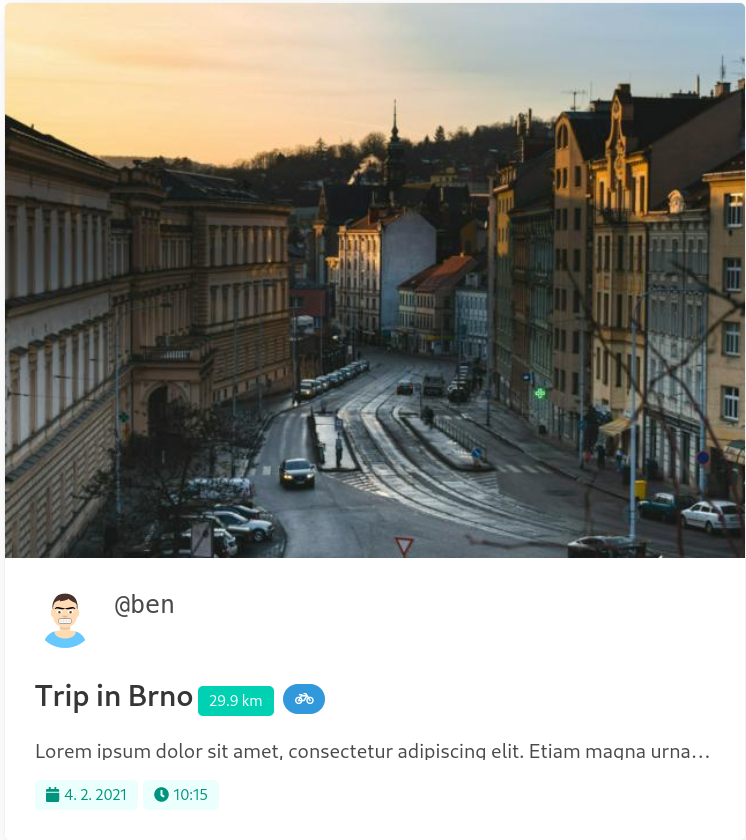 @ben
Trip in Brno 29.9 km
Lorem ipsum dolor sit amet, consectetur adipiscing elit. Etiam magna urna…
4. 2. 2021 10:15